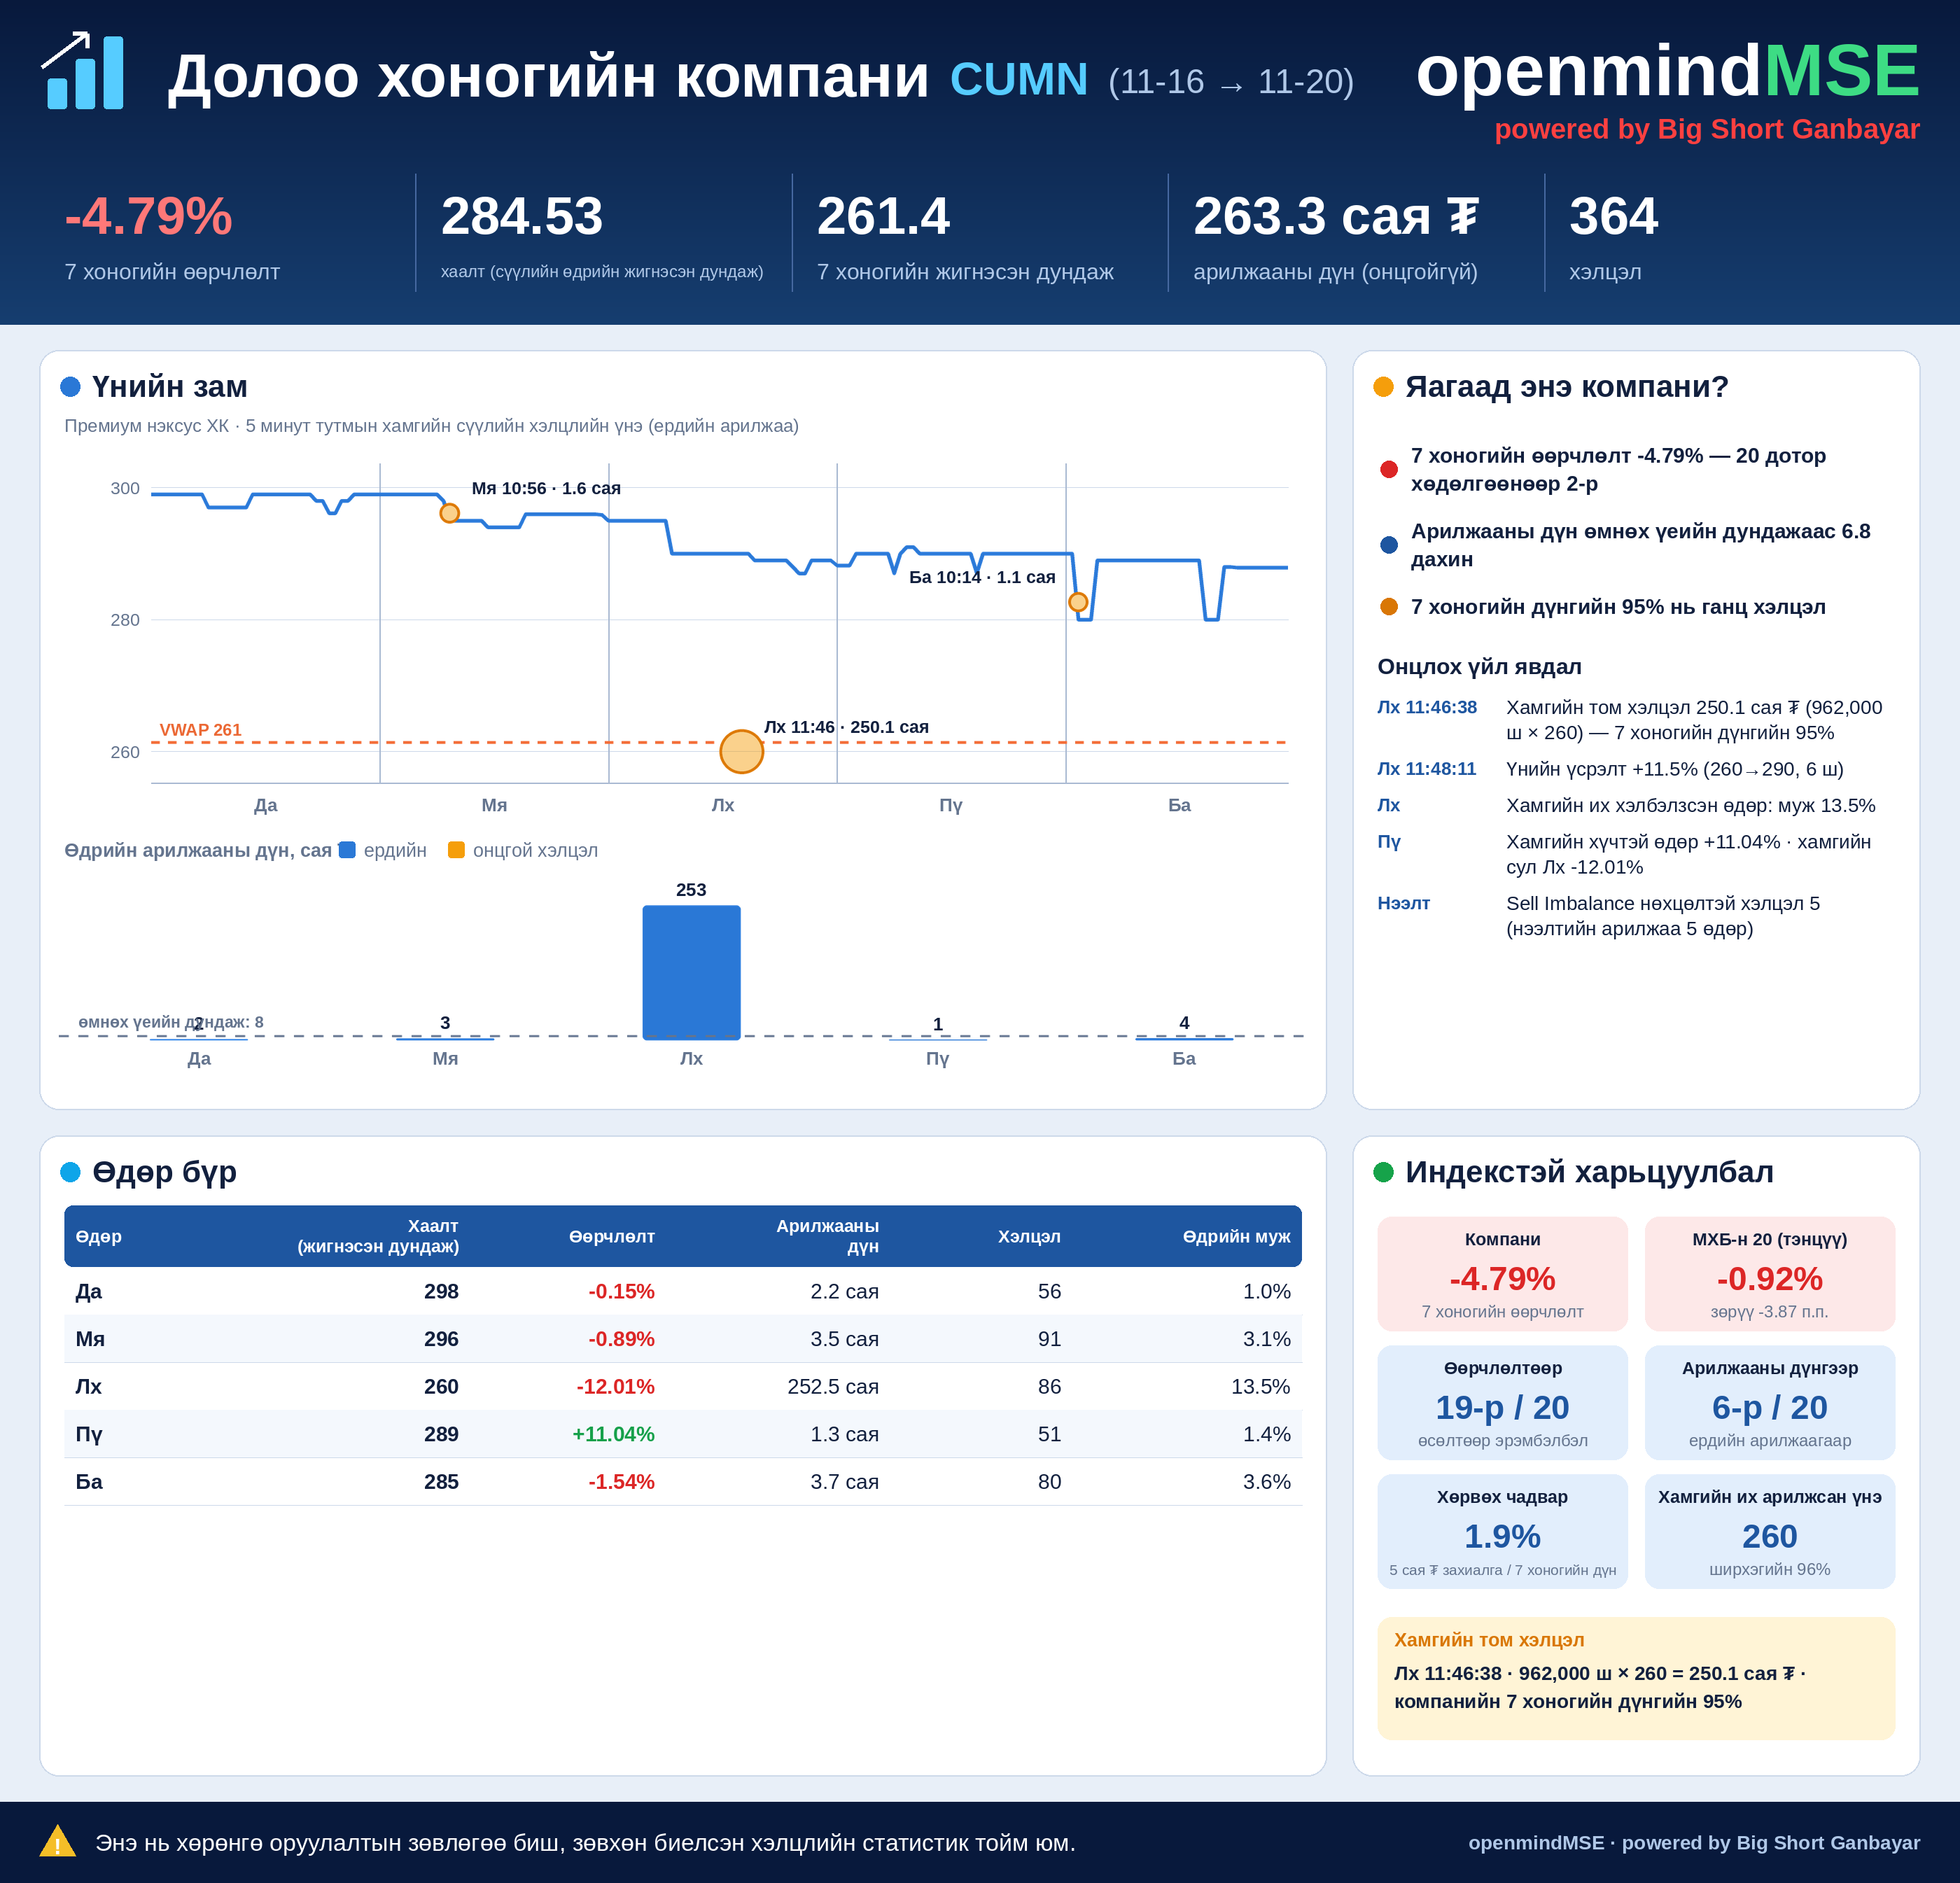 Долоо хоногийн компани CUMN (11-16 → 11-20)
openmindMSE
powered by Big Short Ganbayar
-4.79%
7 хоногийн өөрчлөлт
284.53
хаалт (сүүлийн өдрийн жигнэсэн дундаж)
261.4
7 хоногийн жигнэсэн дундаж
263.3 сая ₮
арилжааны дүн (онцгойгүй)
364
хэлцэл
Үнийн зам
Премиум нэксус ХК · 5 минут тутмын хамгийн сүүлийн хэлцлийн үнэ (ердийн арилжаа)
300
280
260
Мя 10:56 · 1.6 сая
Ба 10:14 · 1.1 сая
VWAP 261
Лх 11:46 · 250.1 сая
Да
Мя
Лх
Пү
Ба
Өдрийн арилжааны дүн, сая
ердийн
онцгой хэлцэл
253
өмнөх үеийн дундаж: 8
2
3
1
4
Да
Мя
Лх
Пү
Ба
Яагаад энэ компани?
7 хоногийн өөрчлөлт -4.79% — 20 дотор
хөдөлгөөнөөр 2-р
Арилжааны дүн өмнөх үеийн дундажаас 6.8
дахин
7 хоногийн дүнгийн 95% нь ганц хэлцэл
Онцлох үйл явдал
Лх 11:46:38 Хамгийн том хэлцэл 250.1 сая ₮ (962,000
ш × 260) — 7 хоногийн дүнгийн 95%
Лх 11:48:11 Үнийн үсрэлт +11.5% (260→290, 6 ш)
Лх Хамгийн их хэлбэлзсэн өдөр: муж 13.5%
Пү Хамгийн хүчтэй өдөр +11.04% · хамгийн
сул Лх -12.01%
Нээлт Sell Imbalance нөхцөлтэй хэлцэл 5
(нээлтийн арилжаа 5 өдөр)
Өдөр бүр
Өдөр Хаалт (жигнэсэн дундаж) Өөрчлөлт Арилжааны дүн Хэлцэл Өдрийн муж
Да 298 -0.15% 2.2 сая 56 1.0%
Мя 296 -0.89% 3.5 сая 91 3.1%
Лх 260 -12.01% 252.5 сая 86 13.5%
Пү 289 +11.04% 1.3 сая 51 1.4%
Ба 285 -1.54% 3.7 сая 80 3.6%
Индекстэй харьцуулбал
Компани
-4.79%
7 хоногийн өөрчлөлт
МХБ-н 20 (тэнцүү)
-0.92%
зөрүү -3.87 п.п.
Өөрчлөлтөөр
19-р / 20
өсөлтөөр эрэмбэлбэл
Арилжааны дүнгээр
6-р / 20
ердийн арилжаагаар
Хөрвөх чадвар
1.9%
5 сая ₮ захиалга / 7 хоногийн дүн
Хамгийн их арилжсан үнэ
260
ширхэгийн 96%
Хамгийн том хэлцэл
Лх 11:46:38 · 962,000 ш × 260 = 250.1 сая ₮ ·
компанийн 7 хоногийн дүнгийн 95%
Энэ нь хөрөнгө оруулалтын зөвлөгөө биш, зөвхөн биелсэн хэлцлийн статистик тойм юм.
openmindMSE · powered by Big Short Ganbayar